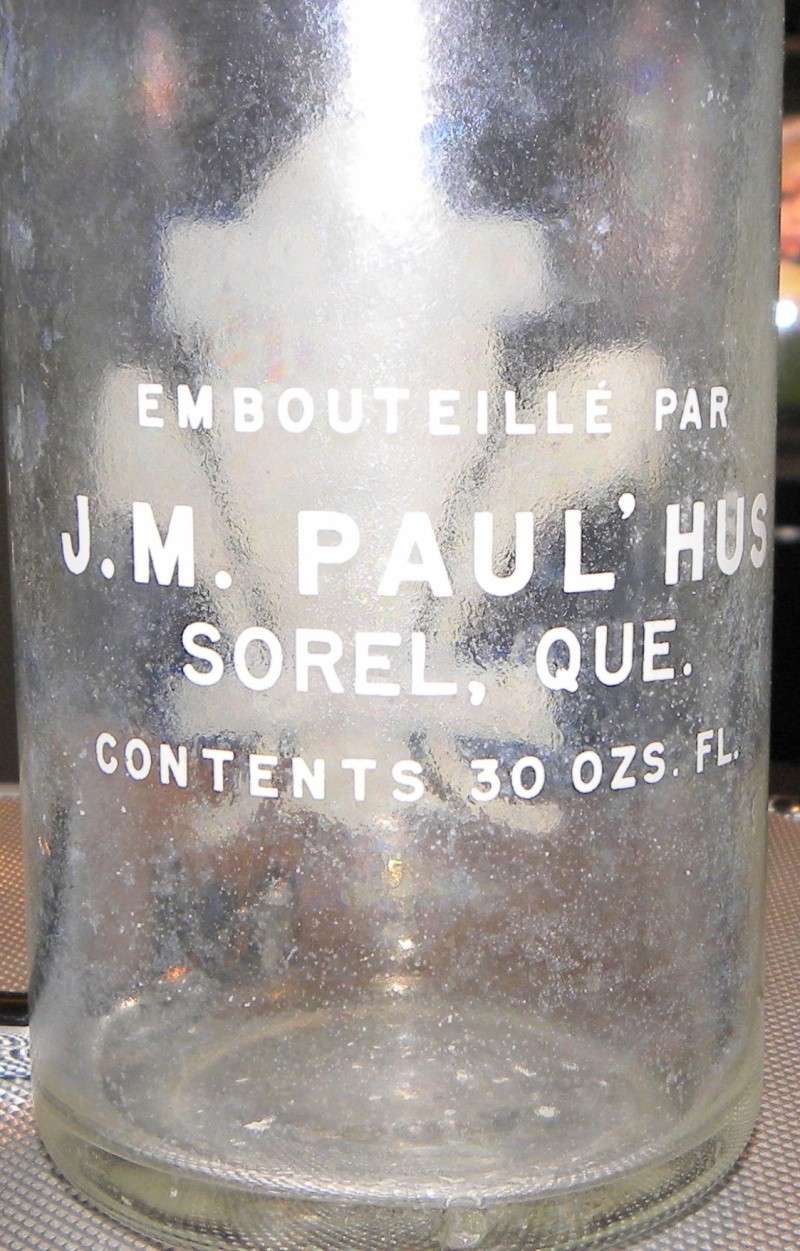 EMBOUTEILLÉ PAR
J.M. PAUL'HUS
SOREL, QUE.
CONTENTS 30 OZS. FL.